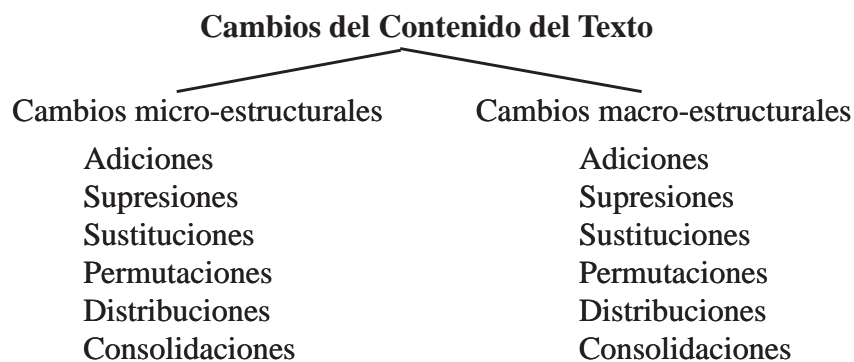 Cambios del Contenido del Texto
Cambios micro-estructurales
Adiciones
Supresiones
Sustituciones
Permutaciones
Distribuciones
Consolidaciones
Cambios macro-estructurales
Adiciones
Supresiones
Sustituciones
Permutaciones
Distribuciones
Consolidaciones